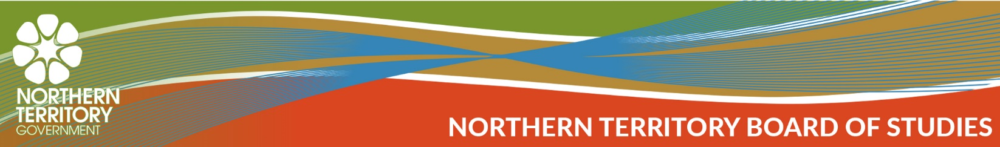 NORTHERN
TERRITORY
GOVERNMENT
NORTHERN TERRITORY BOARD OF STUDIES